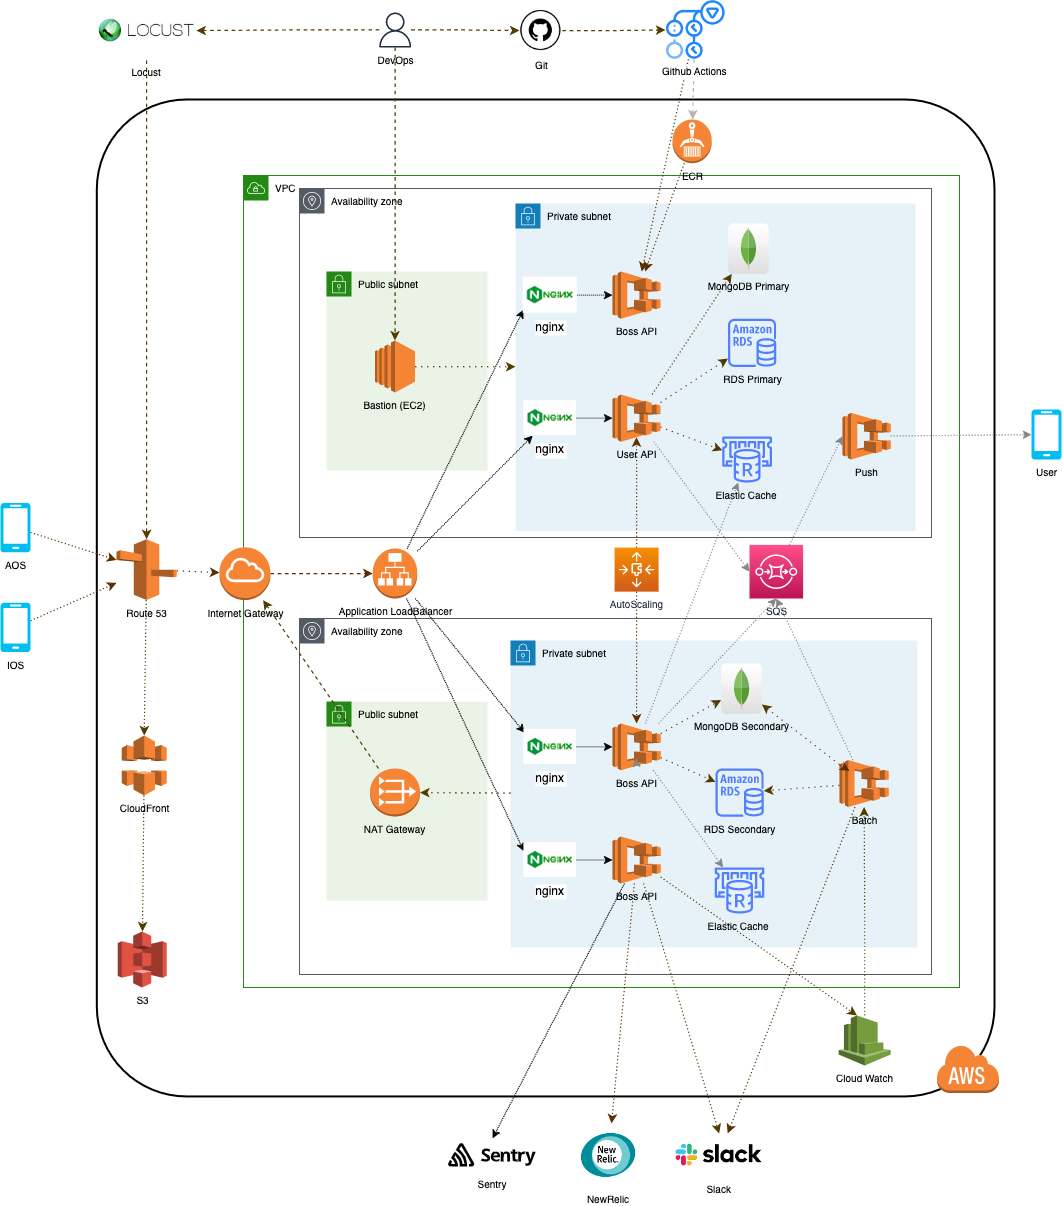 LOCUST
Locust
DevOps
Git
Github Actions
ECR
VPC
Availability zone
Private subnet
Public subnet
MongoDB Primary
NGINX
nginx
Boss API
Amazon
RDS
RDS Primary
Bastion (EC2)
NGINX
nginx
User API
R
Elastic Cache
Push
User
AOS
IOS
Route 53
Internet Gateway
Application LoadBalancer
AutoScaling
SQS
Availability zone
Private subnet
Public subnet
MongoDB Secondary
NGINX
nginx
Boss API
Amazon
RDS
RDS Secondary
Batch
NAT Gateway
CloudFront
NGINX
nginx
Boss API
R
Elastic Cache
S3
Cloud Watch
AWS
Sentry
Sentry
New
Relic.
NewRelic
slack
Slack